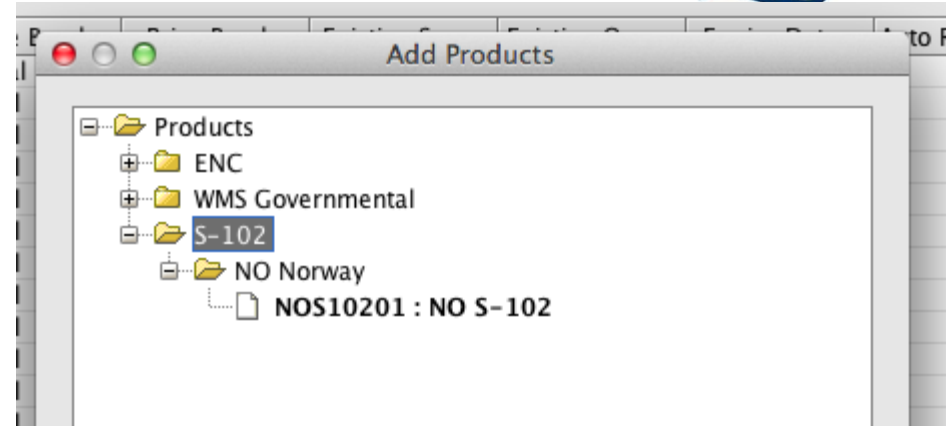 Add Products
Products
ENC
WMS Governmental
S-102
NO Norway
NOS10201 : NO S-102